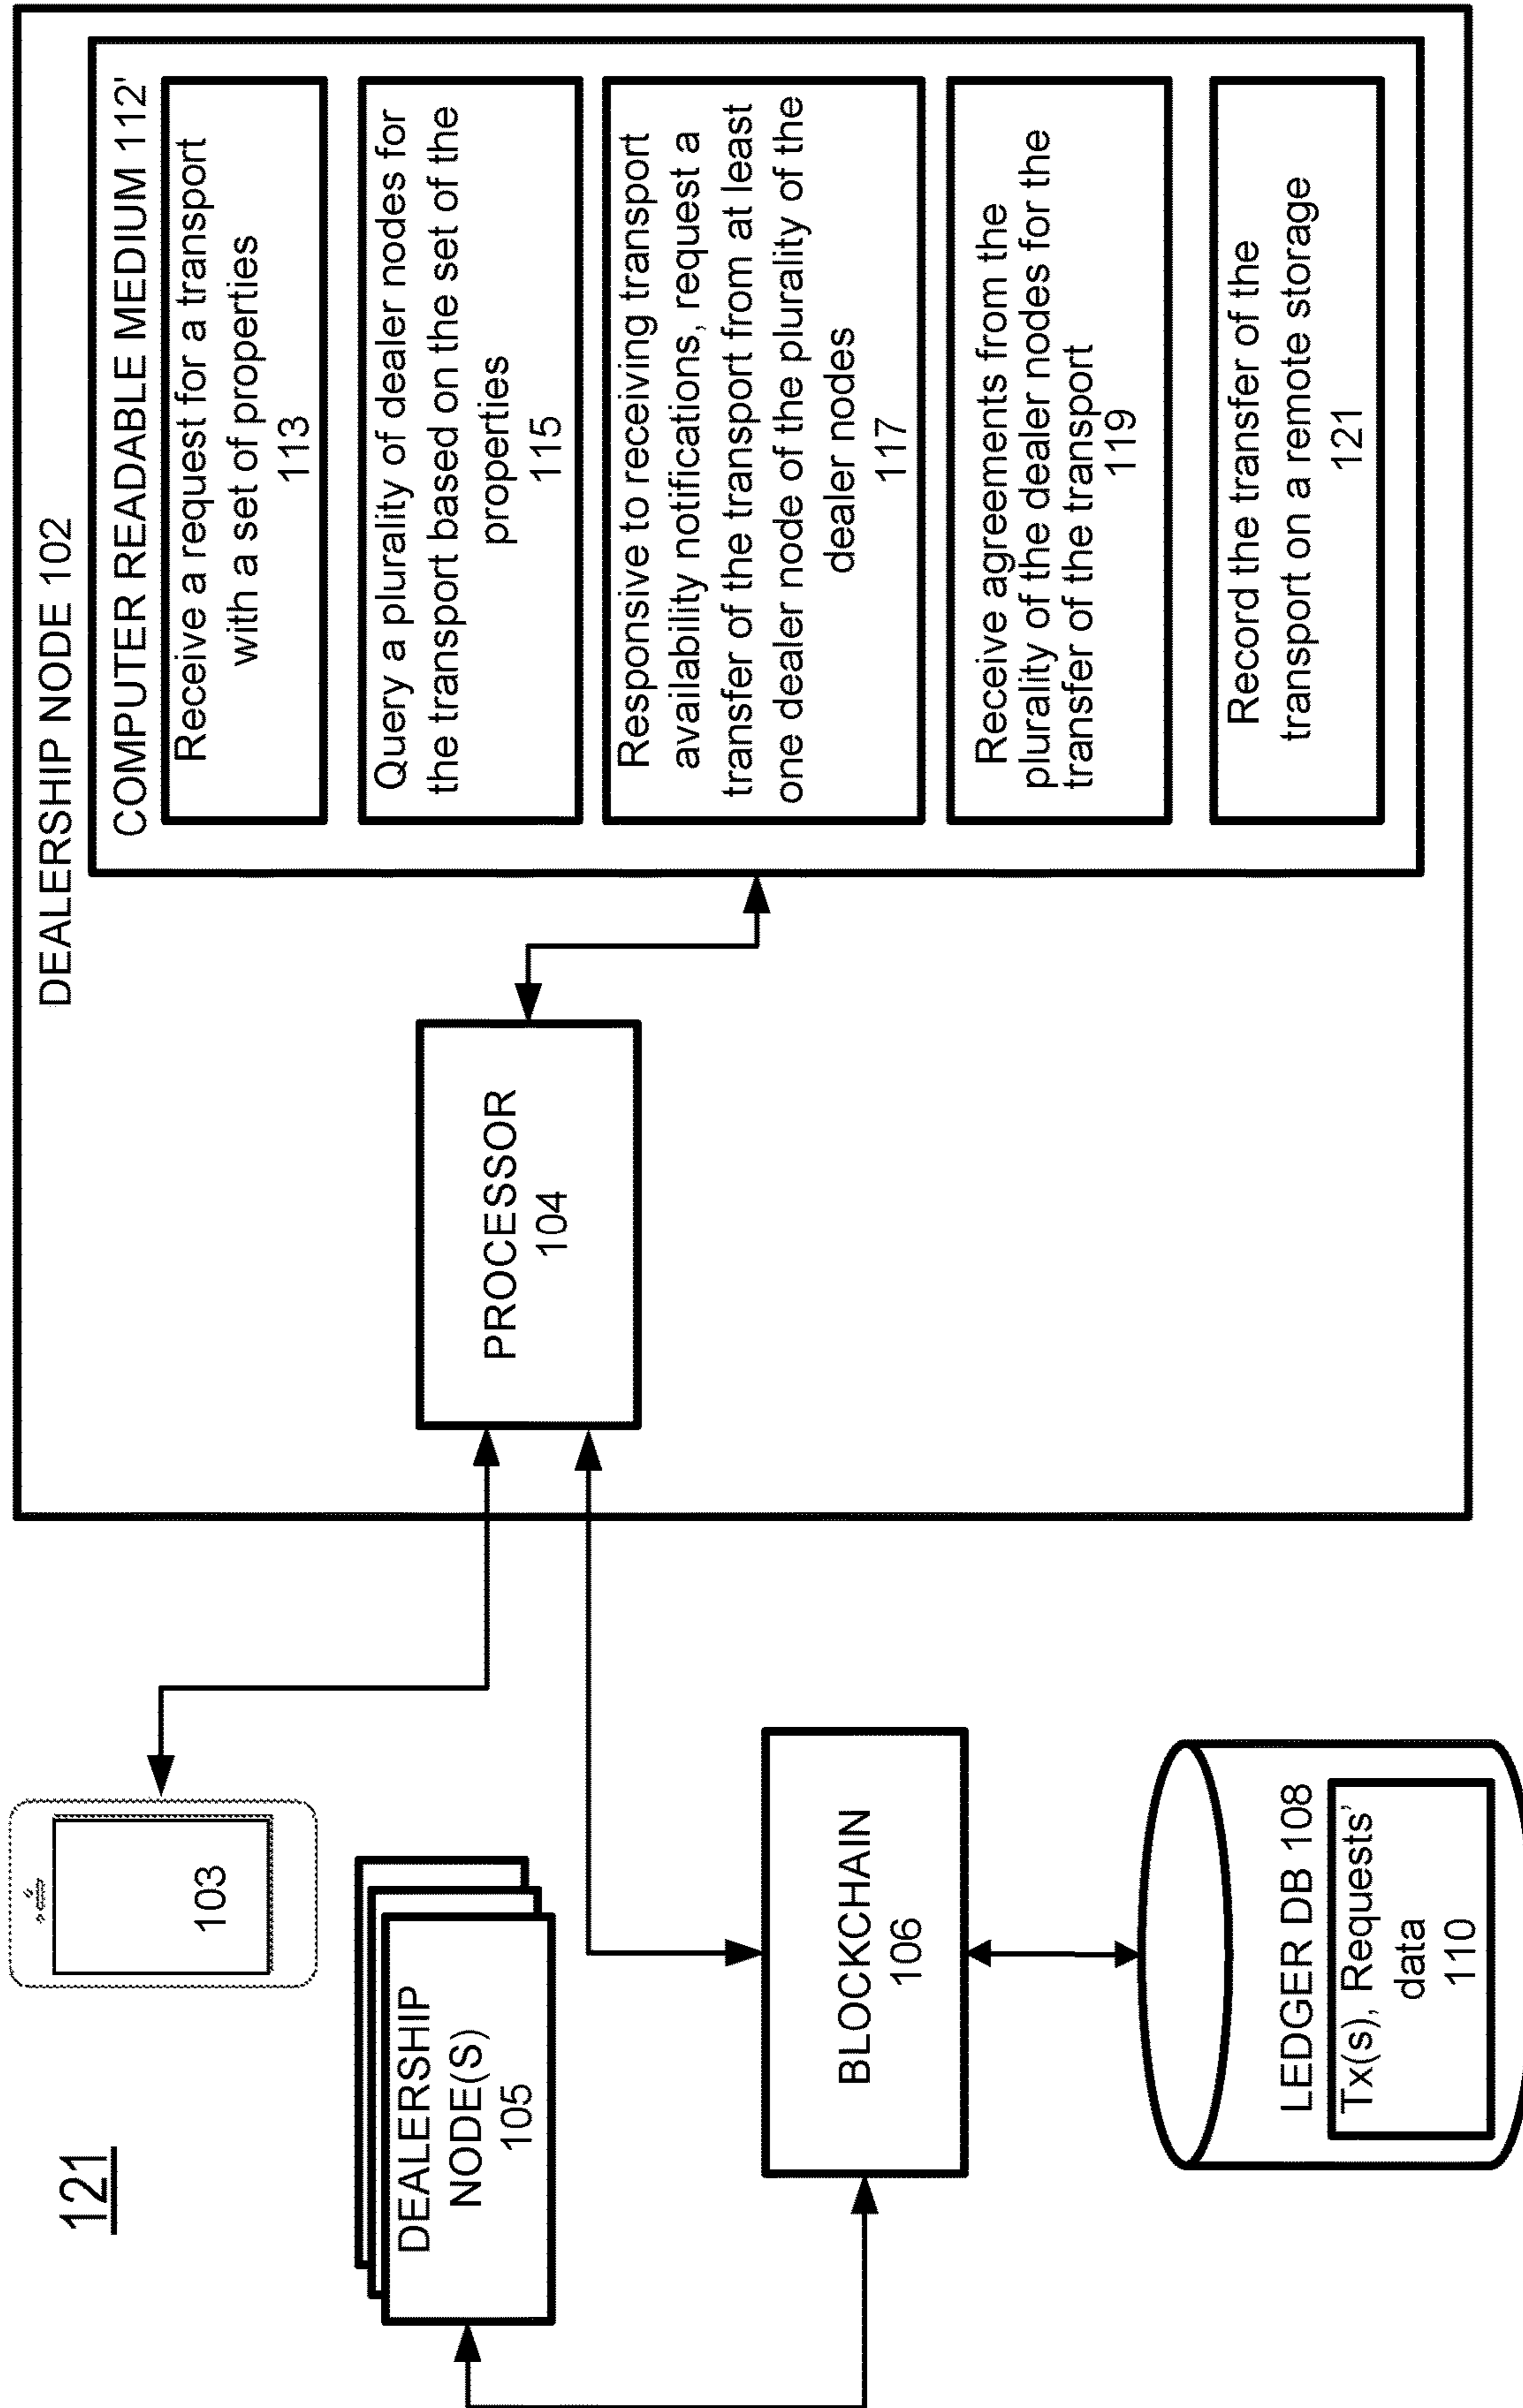 121
103
DEALERSHIP
NODE(S)
105
BLOCKCHAIN
106
LEDGER DB 108
Tx(s), Requests’
data
110
DEALERSHIP NODE 102
PROCESSOR
104
COMPUTER READABLE MEDIUM 112'
Receive a request for a transport
with a set of properties
113
Query a plurality of dealer nodes for
the transport based on the set of the
properties
115
Responsive to receiving transport
availability notifications, request a
transfer of the transport from at least
one dealer node of the plurality of the
dealer nodes
117
Receive agreements from the
plurality of the dealer nodes for the
transfer of the transport
119
Record the transfer of the
transport on a remote storage
121